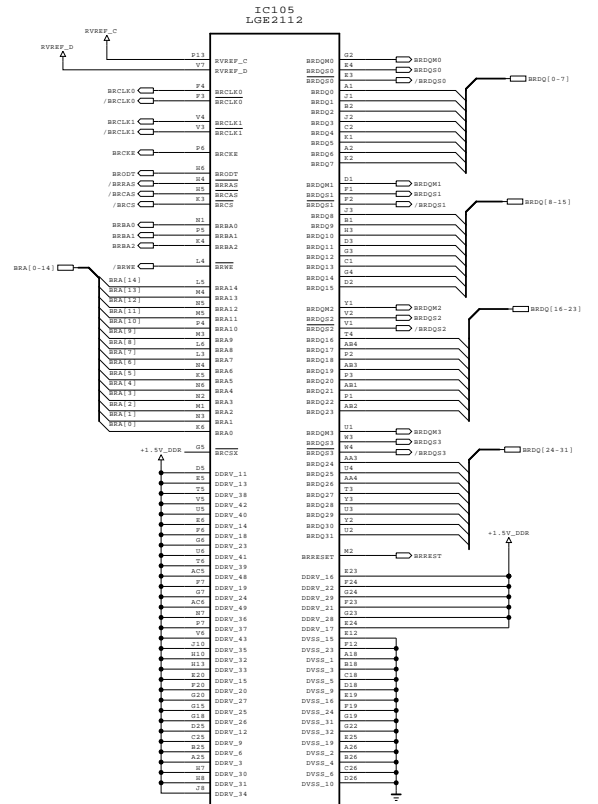 IC105
LGE2112
RVREF_C
RVREF_D
P13 RVREF_C
V7 RVREF_D
BRCLK0 F4 BRCLK0
/BRCLK0 F3 BRCLK0
BRCLK1 V4 BRCLK1
/BRCLK1 V3 BRCLK1
BRCKE P6 BRCKE
BRODT H6 BRODT
/BRRAS H4 BRRAS
/BRCAS H5 BRCAS
/BRCS K3 BRCS
BRBA0 N1 BRBA0
BRBA1 P5 BRBA1
BRBA2 K4 BRBA2
/BRWE L4 BRWE
BRA[0-14]
BRA[14] L5 BRA14
BRA[13] M4 BRA13
BRA[12] N5 BRA12
BRA[11] M5 BRA11
BRA[10] P4 BRA10
BRA[9] M3 BRA9
BRA[8] L6 BRA8
BRA[7] L3 BRA7
BRA[6] N4 BRA6
BRA[5] K5 BRA5
BRA[4] N6 BRA4
BRA[3] N2 BRA3
BRA[2] M1 BRA2
BRA[1] N3 BRA1
BRA[0] K6 BRA0
+1.5V_DDR G5 BRCSX
D5 DDRV_11
E5 DDRV_13
T5 DDRV_38
V5 DDRV_42
U5 DDRV_40
E6 DDRV_14
F6 DDRV_18
G6 DDRV_23
U6 DDRV_41
T6 DDRV_39
AC5 DDRV_48
F7 DDRV_19
G7 DDRV_24
AC6 DDRV_49
N7 DDRV_36
P7 DDRV_37
V6 DDRV_43
J10 DDRV_35
H10 DDRV_32
H13 DDRV_33
E20 DDRV_15
F20 DDRV_20
G20 DDRV_27
G15 DDRV_25
G18 DDRV_26
D25 DDRV_12
C25 DDRV_9
B25 DDRV_6
A25 DDRV_3
H7 DDRV_30
H8 DDRV_31
J8 DDRV_34
BRDQM0 G2 BRDQM0
BRDQS0 E4 BRDQS0
BRDQS0 E3 /BRDQS0
BRDQ[0-7]
BRDQ0 A1
BRDQ1 J1
BRDQ2 B2
BRDQ3 J2
BRDQ4 C2
BRDQ5 K1
BRDQ6 A2
BRDQ7 K2
BRDQM1 D1 BRDQM1
BRDQS1 F1 BRDQS1
BRDQS1 F2 /BRDQS1
BRDQ[8-15]
BRDQ8 J3
BRDQ9 B1
BRDQ10 H3
BRDQ11 D3
BRDQ12 G3
BRDQ13 C1
BRDQ14 G4
BRDQ15 D2
BRDQM2 Y1 BRDQM2
BRDQS2 V2 BRDQS2
BRDQS2 V1 /BRDQS2
BRDQ[16-23]
BRDQ16 T4
BRDQ17 AB4
BRDQ18 P2
BRDQ19 AB3
BRDQ20 P3
BRDQ21 AB1
BRDQ22 P1
BRDQ23 AB2
BRDQM3 U1 BRDQM3
BRDQS3 W3 BRDQS3
BRDQS3 W4 /BRDQS3
BRDQ[24-31]
BRDQ24 AA3
BRDQ25 U4
BRDQ26 AA4
BRDQ27 T3
BRDQ28 Y3
BRDQ29 U3
BRDQ30 Y2
BRDQ31 U2
BRRESET M2 BRREST
+1.5V_DDR
DDRV_16 E23
DDRV_22 F24
DDRV_29 G24
DDRV_21 F23
DDRV_28 G23
DDRV_17 E24
DVSS_15 E12
DVSS_23 F12
DVSS_1 A18
DVSS_3 B18
DVSS_5 C18
DVSS_9 D18
DVSS_16 E19
DVSS_24 F19
DVSS_31 G19
DVSS_32 G22
DVSS_19 E25
DVSS_2 A26
DVSS_4 B26
DVSS_6 C26
DVSS_10 D26